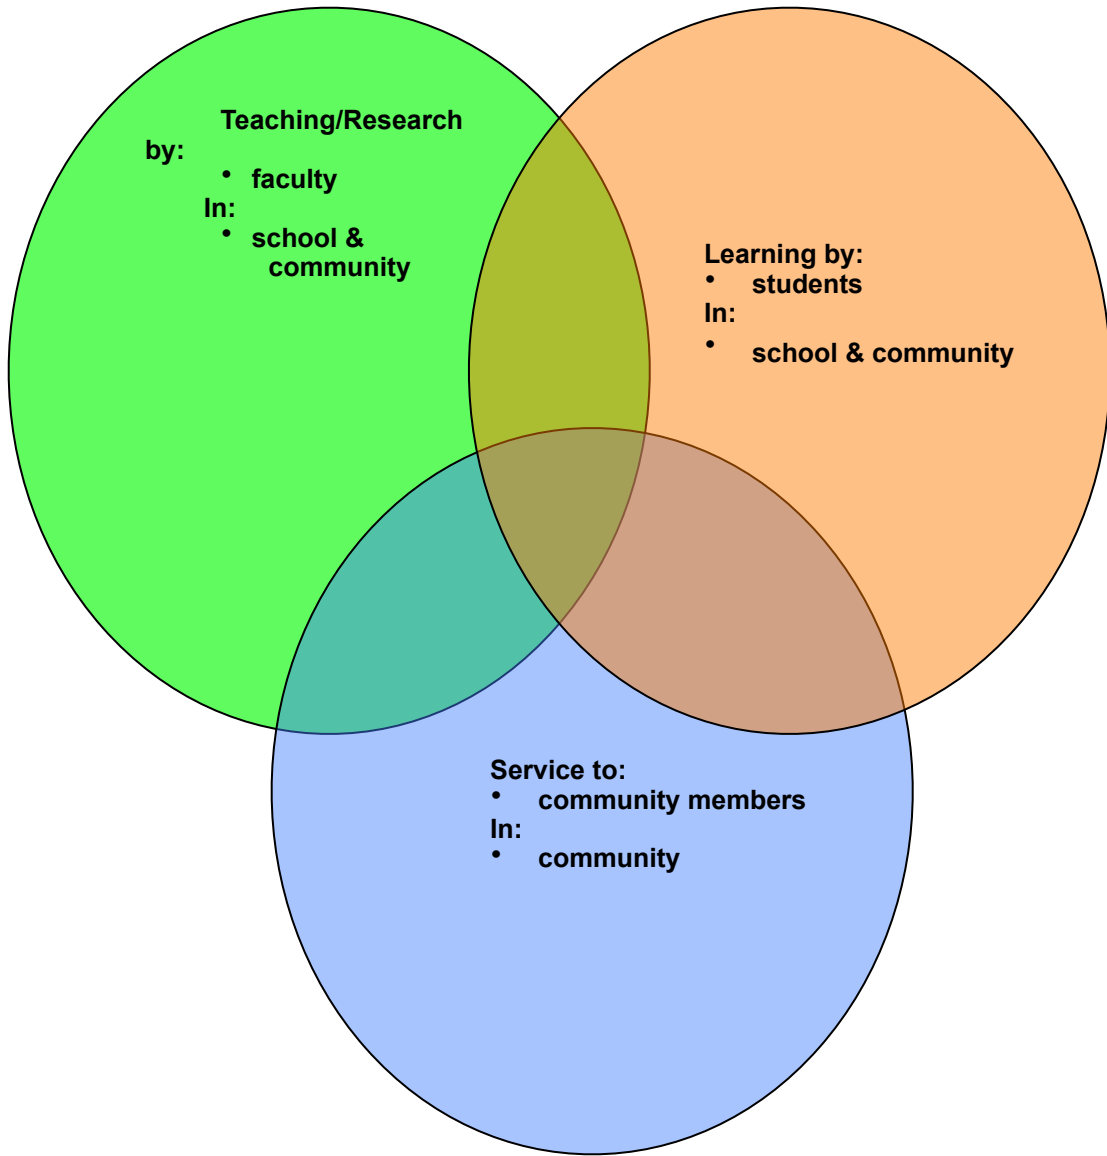 Teaching/Research
by:
• faculty
In:
• school &
community
Learning by:
• students
In:
• school & community
Service to:
• community members
In:
• community